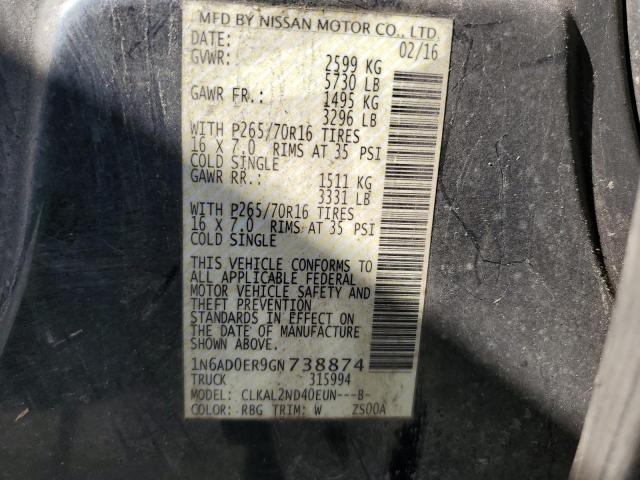 MFD BY NISSAN MOTOR CO., LTD.
DATE: 02/16
GVWR: 2599 KG
5730 LB
GAWR FR.: 1495 KG
3296 LB
WITH P265/70R16 TIRES
16 X 7.0 RIMS AT 35 PSI
COLD SINGLE
GAWR RR.: 1511 KG
3331 LB
WITH P265/70R16 TIRES
16 X 7.0 RIMS AT 35 PSI
COLD SINGLE
THIS VEHICLE CONFORMS TO
ALL APPLICABLE FEDERAL
MOTOR VEHICLE SAFETY AND
THEFT PREVENTION
STANDARDS IN EFFECT ON
THE DATE OF MANUFACTURE
SHOWN ABOVE.
1N6AD0ER9GN738874
TRUCK 315994
MODEL: CLKAL2ND40EUN---B-
COLOR: RBG TRIM: W ZS00A